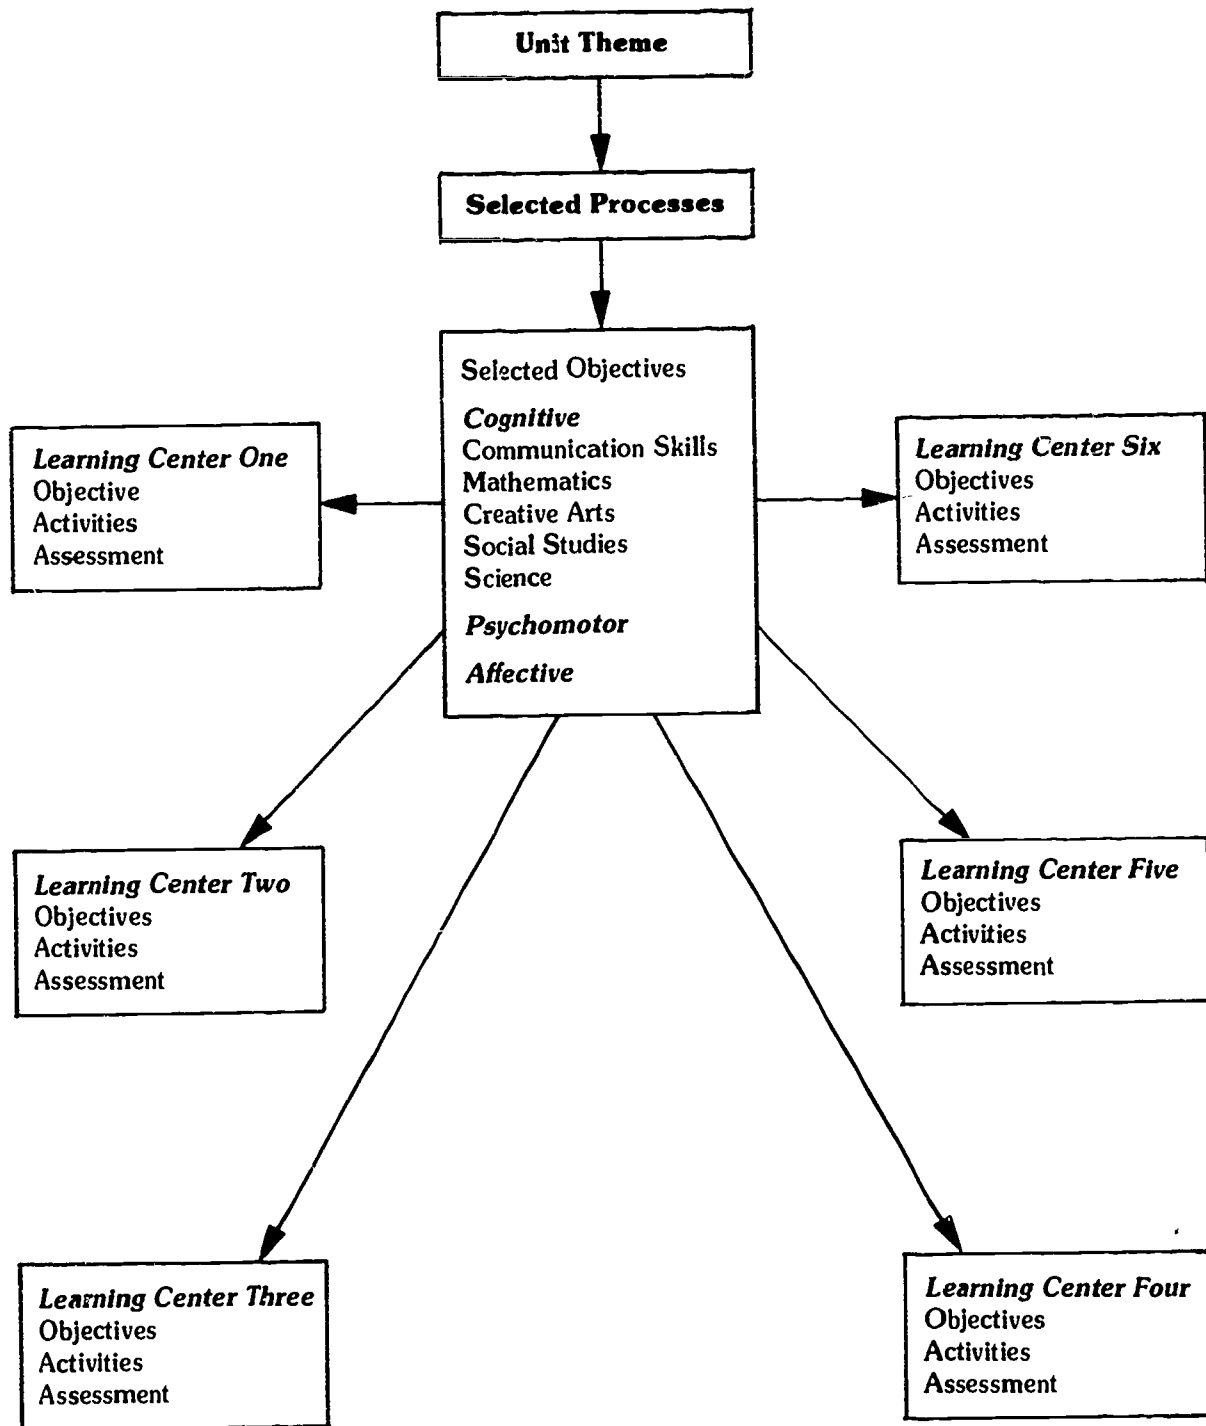 Unit Theme
Selected Processes
Selected Objectives
Cognitive
Communication Skills
Mathematics
Creative Arts
Social Studies
Science
Psychomotor
Affective
Learning Center One
Objective
Activities
Assessment
Learning Center Two
Objectives
Activities
Assessment
Learning Center Three
Objectives
Activities
Assessment
Learning Center Four
Objectives
Activities
Assessment
Learning Center Five
Objectives
Activities
Assessment
Learning Center Six
Objectives
Activities
Assessment